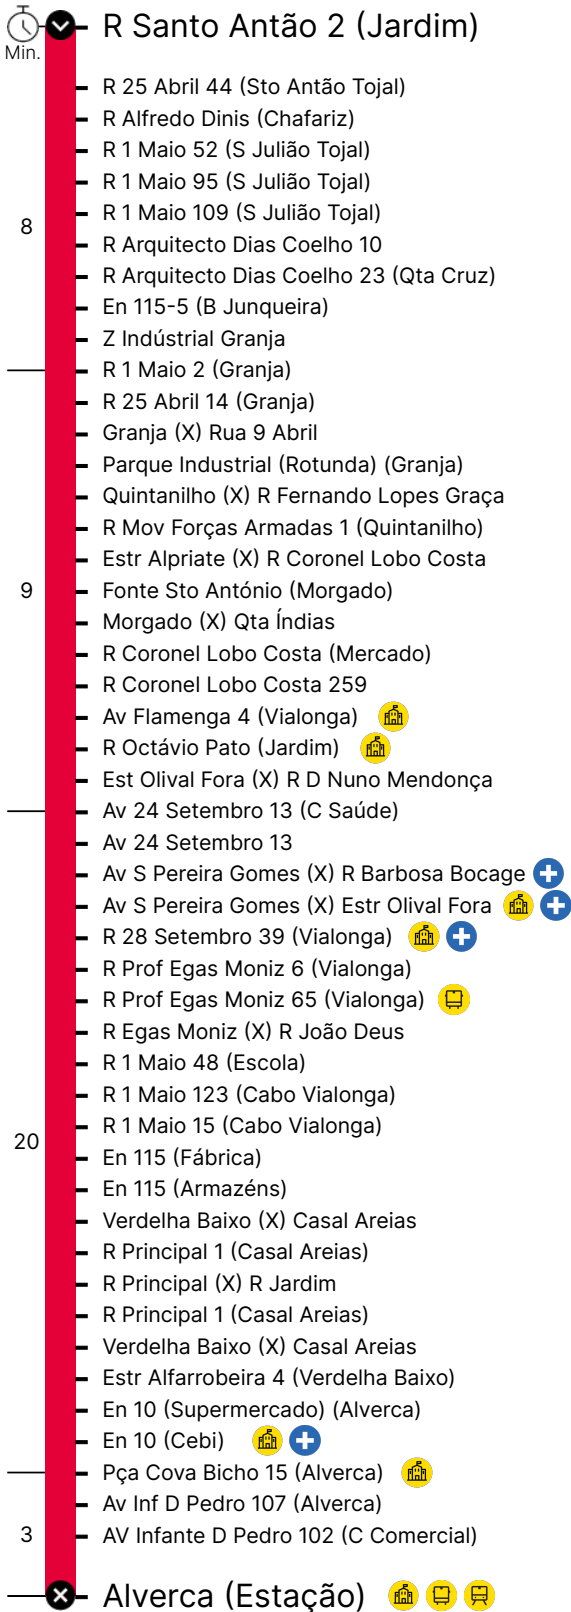 R Santo Antão 2 (Jardim)
Min.
R 25 Abril 44 (Sto Antão Tojal)
R Alfredo Dinis (Chafariz)
R 1 Maio 52 (S Julião Tojal)
R 1 Maio 95 (S Julião Tojal)
R 1 Maio 109 (S Julião Tojal)
8
R Arquitecto Dias Coelho 10
R Arquitecto Dias Coelho 23 (Qta Cruz)
En 115-5 (B Junqueira)
Z Indústrial Granja
R 1 Maio 2 (Granja)
R 25 Abril 14 (Granja)
Granja (X) Rua 9 Abril
Parque Industrial (Rotunda) (Granja)
Quintanilho (X) R Fernando Lopes Graça
R Mov Forças Armadas 1 (Quintanilho)
Estr Alpriate (X) R Coronel Lobo Costa
9
Fonte Sto António (Morgado)
Morgado (X) Qta Índias
R Coronel Lobo Costa (Mercado)
R Coronel Lobo Costa 259
Av Flamenga 4 (Vialonga)
R Octávio Pato (Jardim)
Est Olival Fora (X) R D Nuno Mendonça
Av 24 Setembro 13 (C Saúde)
Av 24 Setembro 13
Av S Pereira Gomes (X) R Barbosa Bocage
Av S Pereira Gomes (X) Estr Olival Fora
R 28 Setembro 39 (Vialonga)
R Prof Egas Moniz 6 (Vialonga)
R Prof Egas Moniz 65 (Vialonga)
R Egas Moniz (X) R João Deus
R 1 Maio 48 (Escola)
R 1 Maio 123 (Cabo Vialonga)
R 1 Maio 15 (Cabo Vialonga)
20
En 115 (Fábrica)
En 115 (Armazéns)
Verdelha Baixo (X) Casal Areias
R Principal 1 (Casal Areias)
R Principal (X) R Jardim
R Principal 1 (Casal Areias)
Verdelha Baixo (X) Casal Areias
Estr Alfarrobeira 4 (Verdelha Baixo)
En 10 (Supermercado) (Alverca)
En 10 (Cebi)
Pça Cova Bicho 15 (Alverca)
Av Inf D Pedro 107 (Alverca)
3
AV Infante D Pedro 102 (C Comercial)
Alverca (Estação)